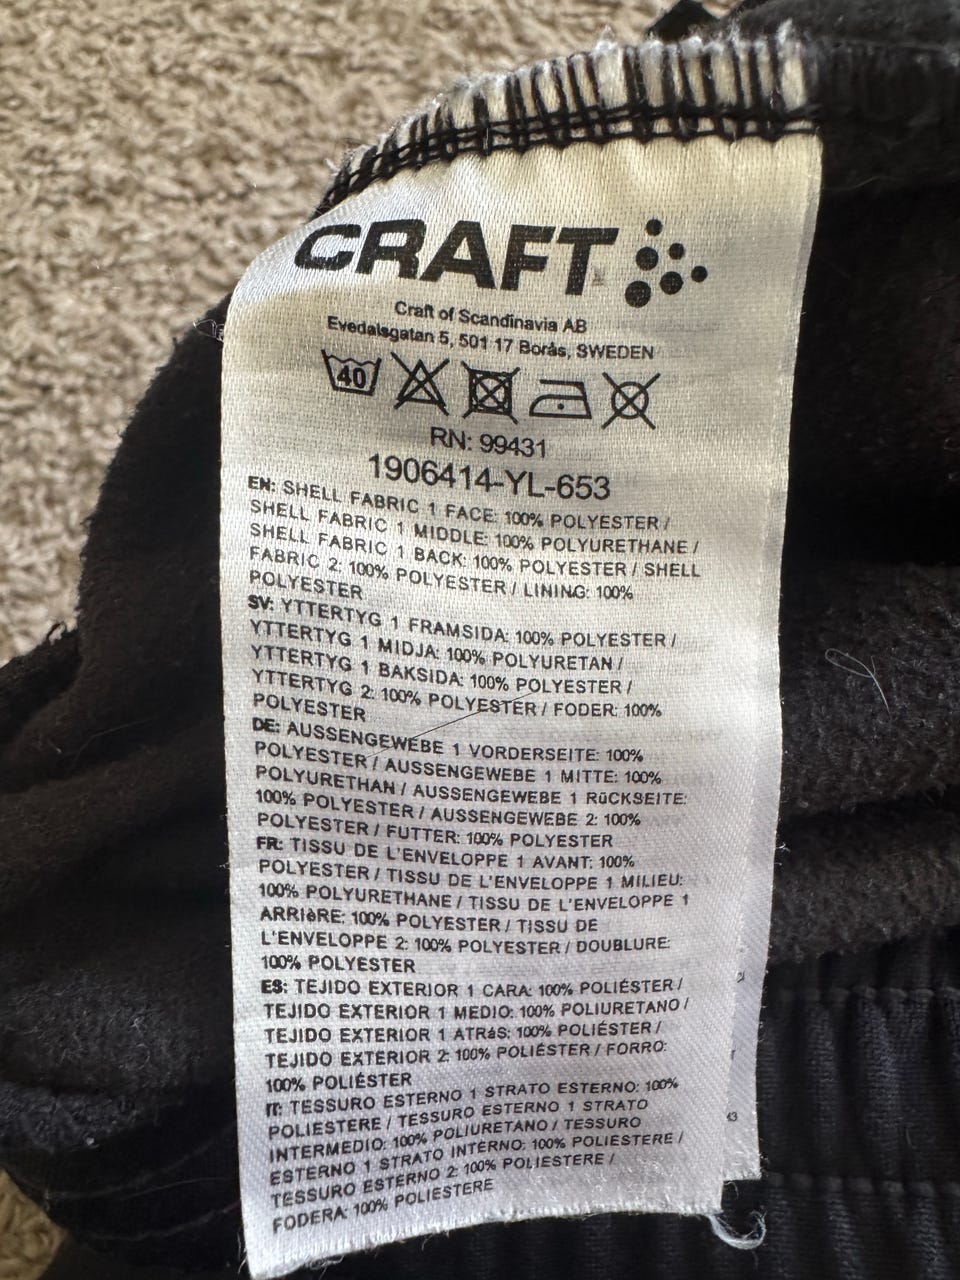 CRAFT
Craft of Scandinavia AB
Evedalsgatan 5, 501 17 Borås, SWEDEN
40
RN: 99431
1906414-YL-653
EN: SHELL FABRIC 1 FACE: 100% POLYESTER /
SHELL FABRIC 1 MIDDLE: 100% POLYURETHANE /
SHELL FABRIC 1 BACK: 100% POLYESTER / SHELL
FABRIC 2: 100% POLYESTER / LINING: 100%
POLYESTER
SV: YTTERTYG 1 FRAMSIDA: 100% POLYESTER /
YTTERTYG 1 MIDJA: 100% POLYURETAN /
YTTERTYG 1 BAKSIDA: 100% POLYESTER /
YTTERTYG 2: 100% POLYESTER / FODER: 100%
POLYESTER
DE: AUSSENGEWEBE 1 VORDERSEITE: 100%
POLYESTER / AUSSENGEWEBE 1 MITTE: 100%
POLYURETHAN / AUSSENGEWEBE 1 RüCKSEITE:
100% POLYESTER / AUSSENGEWEBE 2: 100%
POLYESTER / FUTTER: 100% POLYESTER
FR: TISSU DE L'ENVELOPPE 1 AVANT: 100%
POLYESTER / TISSU DE L'ENVELOPPE 1 MILIEU:
100% POLYURETHANE / TISSU DE L'ENVELOPPE 1
ARRIèRE: 100% POLYESTER / TISSU DE
L'ENVELOPPE 2: 100% POLYESTER / DOUBLURE:
100% POLYESTER
ES: TEJIDO EXTERIOR 1 CARA: 100% POLIÉSTER /
TEJIDO EXTERIOR 1 MEDIO: 100% POLIURETANO /
TEJIDO EXTERIOR 1 ATRáS: 100% POLIÉSTER /
TEJIDO EXTERIOR 2: 100% POLIÉSTER / FORRO:
100% POLIÉSTER
IT: TESSURO ESTERNO 1 STRATO ESTERNO: 100%
POLIESTERE / TESSURO ESTERNO 1 STRATO
INTERMEDIO: 100% POLIURETANO / TESSURO
ESTERNO 1 STRATO INTERNO: 100% POLIESTERE /
TESSURO ESTERNO 2: 100% POLIESTERE /
FODERA: 100% POLIESTERE